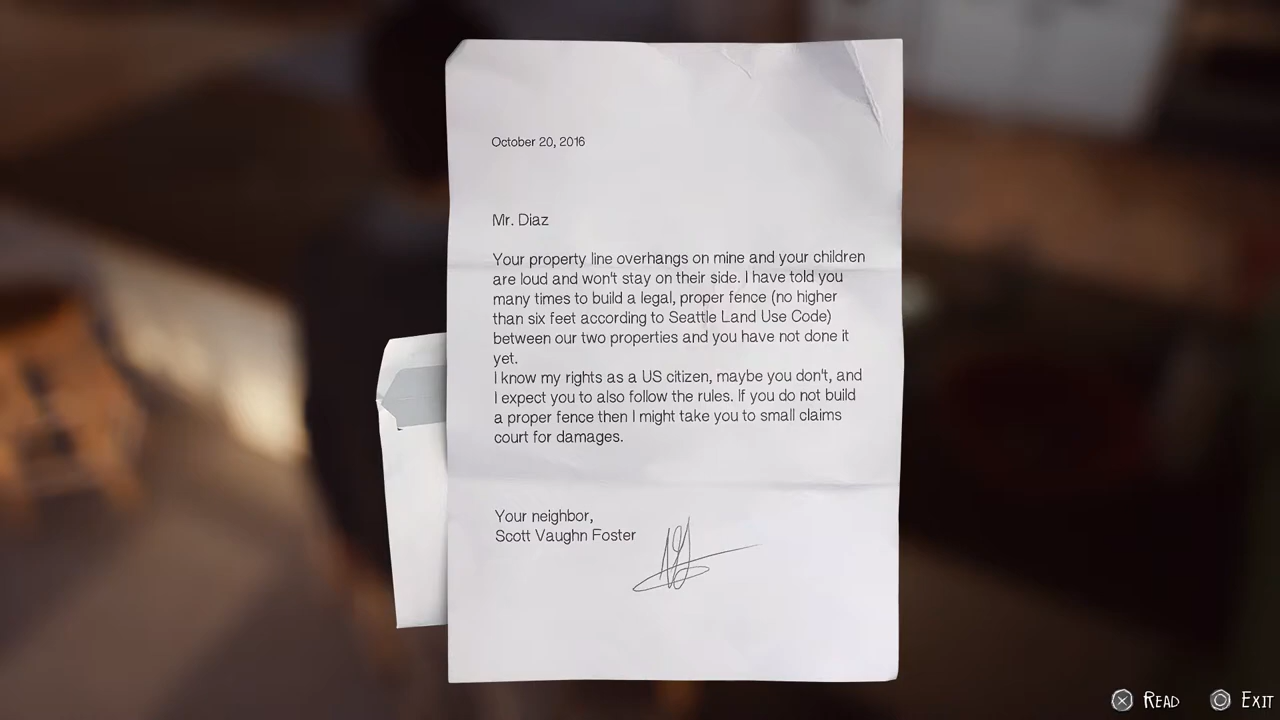 October 20, 2016
Mr. Diaz
Your property line overhangs on mine and your children
are loud and won't stay on their side. I have told you
many times to build a legal, proper fence (no higher
than six feet according to Seattle Land Use Code)
between our two properties and you have not done it
yet.
I know my rights as a US citizen, maybe you don't, and
I expect you to also follow the rules. If you do not build
a proper fence then I might take you to small claims
court for damages.
Your neighbor,
Scott Vaughn Foster
READ EXIT